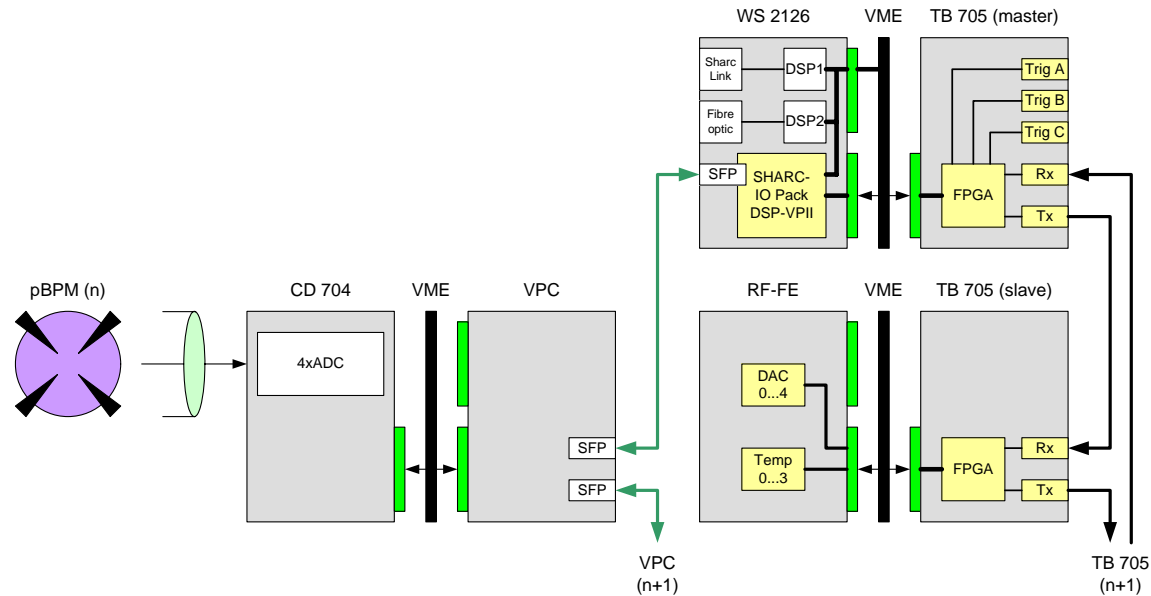 WS 2126
VME
TB 705 (master)
Sharc
Link
DSP1
Trig A
Trig B
Fibre
optic
DSP2
Trig C
SFP
SHARC-
IO Pack
DSP-VPII
FPGA
Rx
Tx
pBPM (n)
CD 704
VME
VPC
RF-FE
VME
TB 705 (slave)
4xADC
DAC
0...4
SFP
Temp
0...3
FPGA
Rx
SFP
Tx
VPC
(n+1)
TB 705
(n+1)